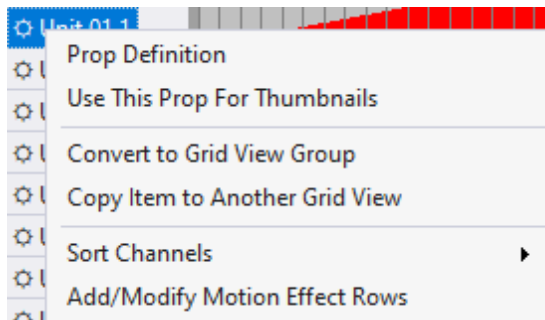 Unit 01.1
Prop Definition
Use This Prop For Thumbnails
Convert to Grid View Group
Copy Item to Another Grid View
Sort Channels
Add/Modify Motion Effect Rows